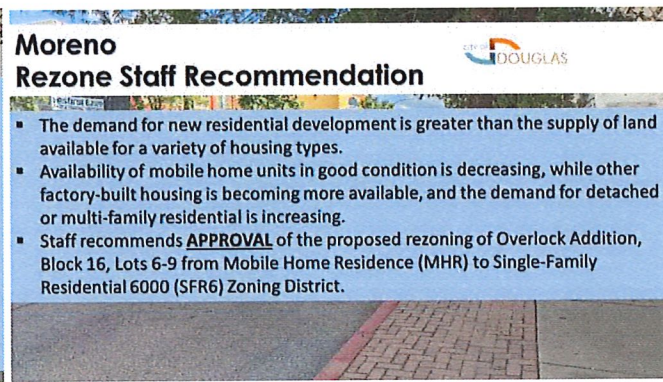 Moreno
Rezone Staff Recommendation
CITY OF
DOUGLAS
▪ The demand for new residential development is greater than the supply of land
available for a variety of housing types.
▪ Availability of mobile home units in good condition is decreasing, while other
factory-built housing is becoming more available, and the demand for detached
or multi-family residential is increasing.
▪ Staff recommends APPROVAL of the proposed rezoning of Overlock Addition,
Block 16, Lots 6-9 from Mobile Home Residence (MHR) to Single-Family
Residential 6000 (SFR6) Zoning District.